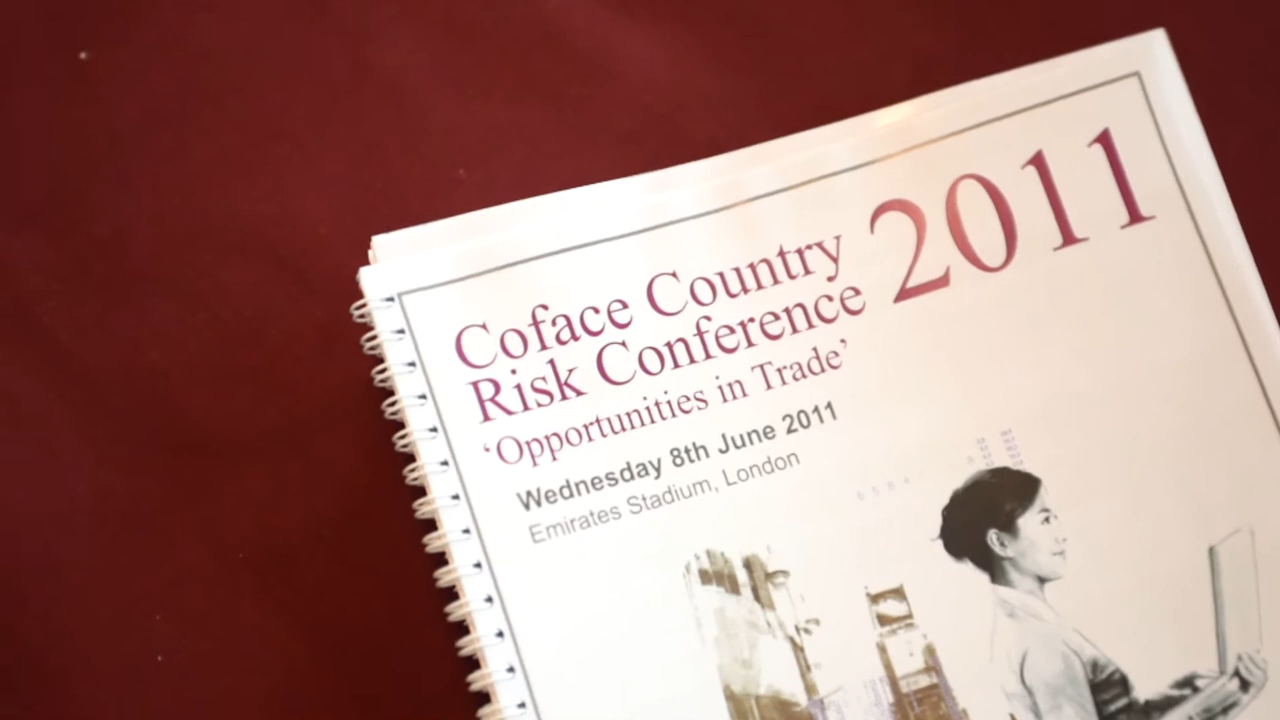 Coface Country
Risk Conference 2011
'Opportunities in Trade'
Wednesday 8th June 2011
Emirates Stadium, London